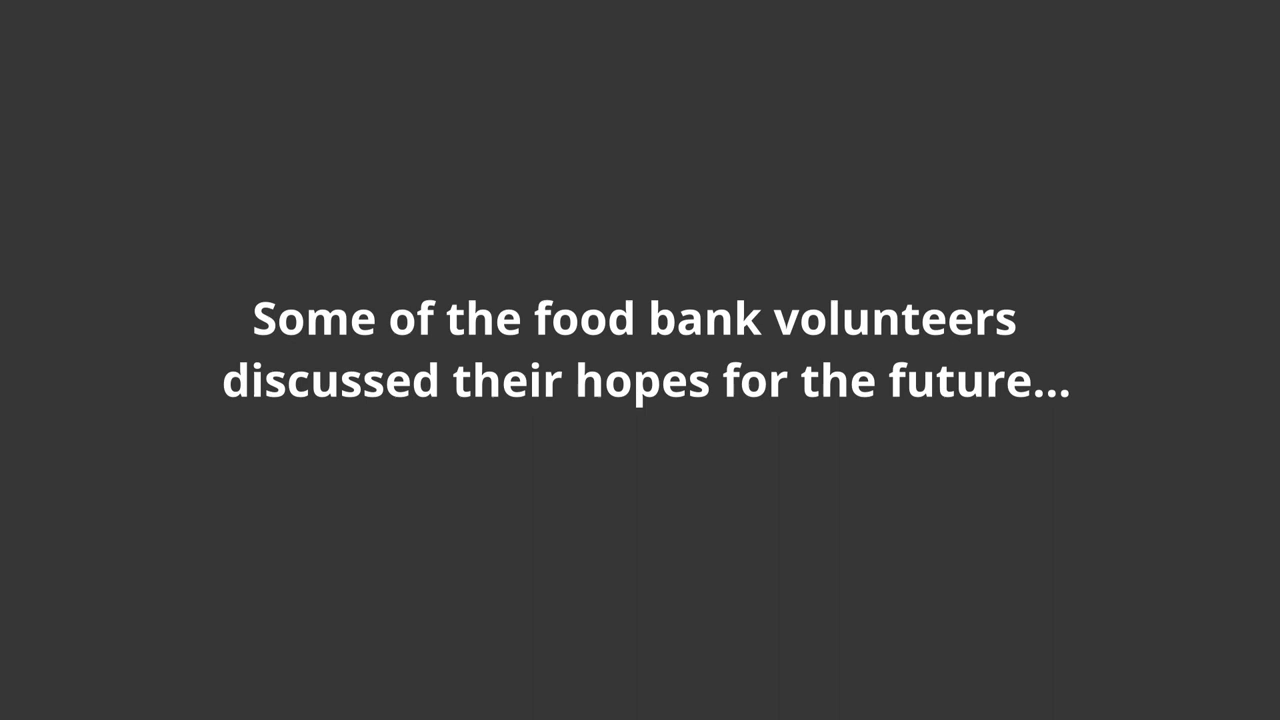 Some of the food bank volunteers
discussed their hopes for the future...